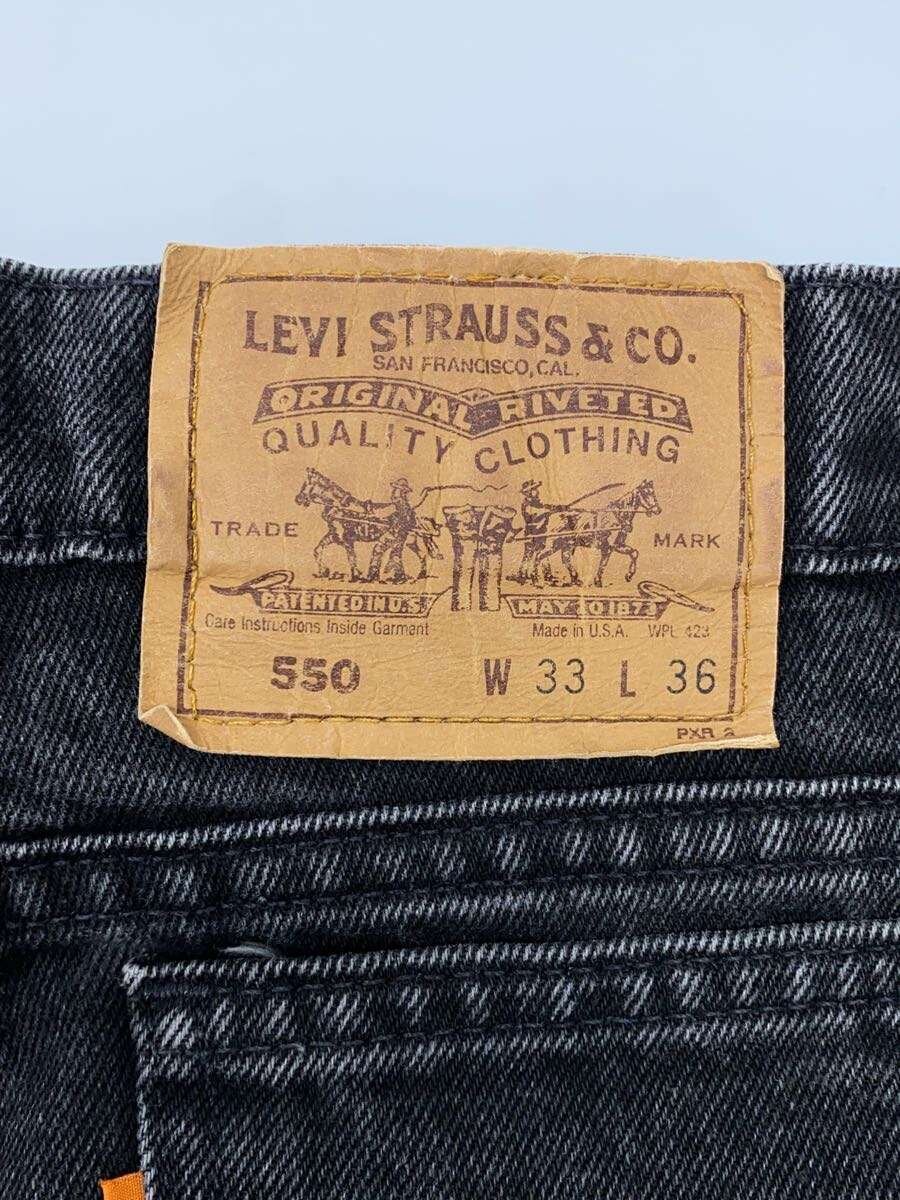 LEVI STRAUSS & CO.
SAN FRANCISCO, CAL.
ORIGINAL RIVETED
QUALITY CLOTHING
TRADE MARK
PATENTED IN U.S. MAY 20 1873
Care Instructions Inside Garment Made in U.S.A. WPL 423
550 W 33 L 36
PXR